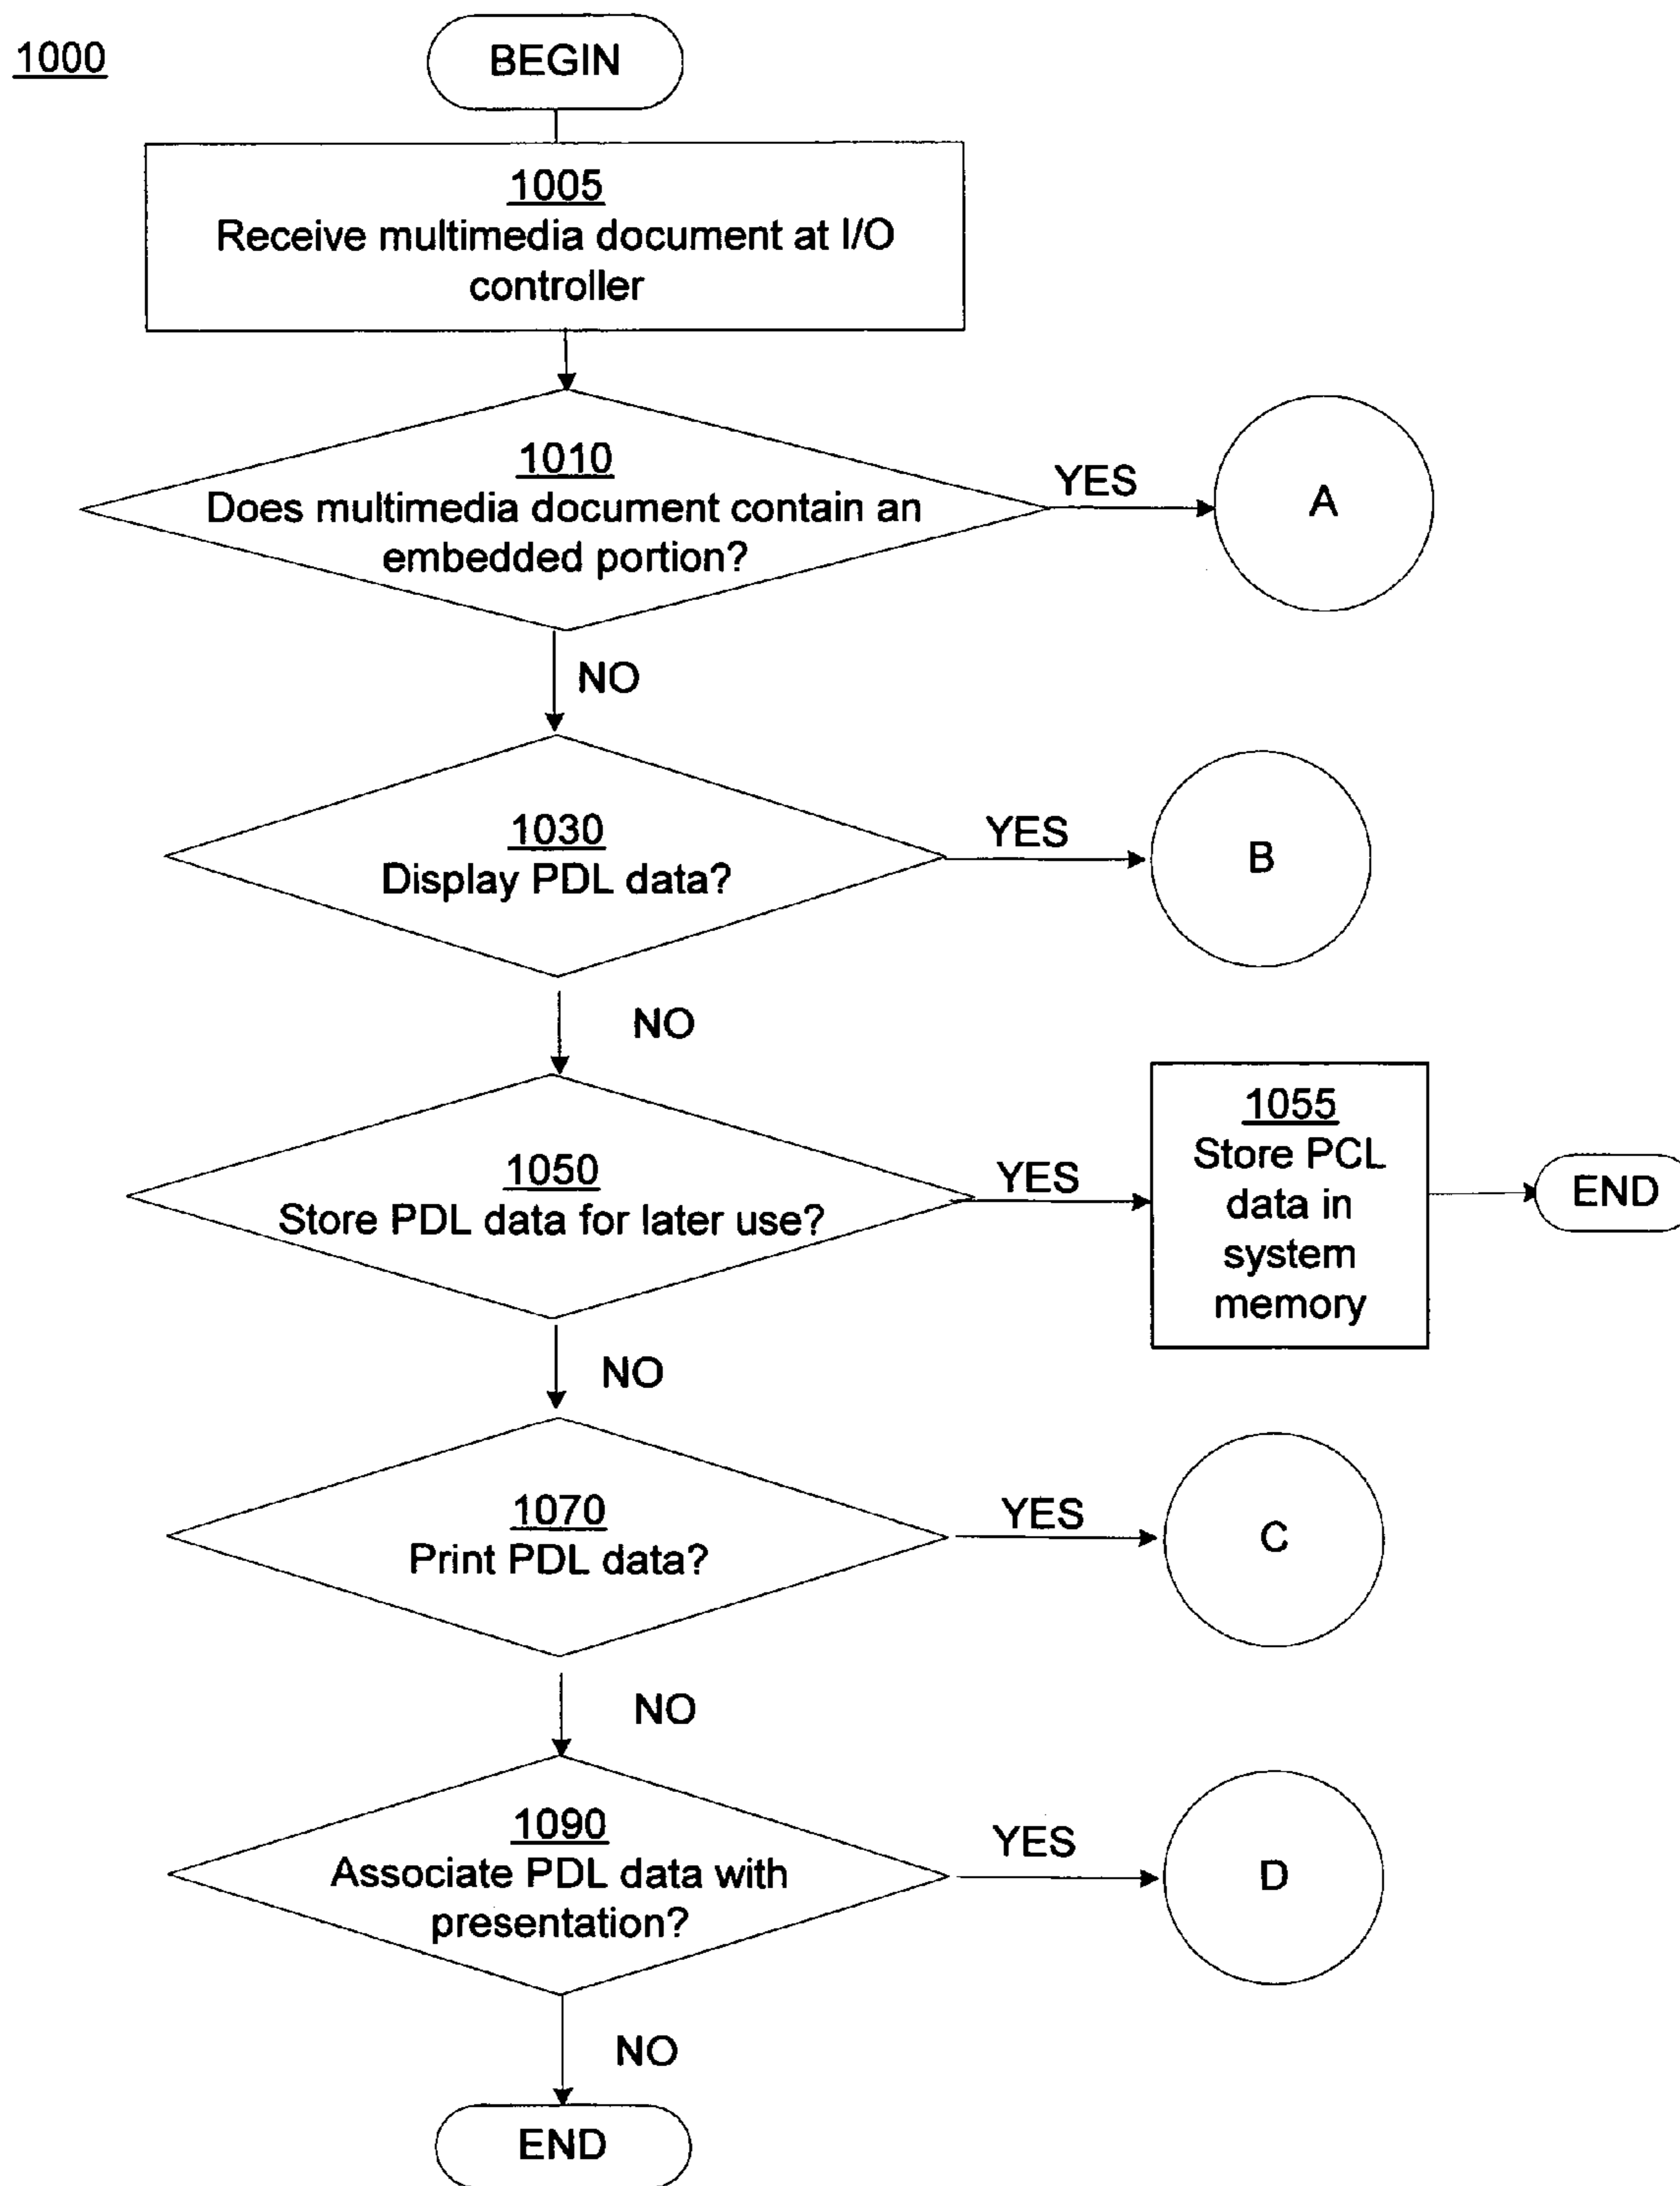 1000
BEGIN
1005
Receive multimedia document at I/O
controller
1010
Does multimedia document contain an
embedded portion?
YES
A
NO
1030
Display PDL data?
YES
B
NO
1050
Store PDL data for later use?
YES
1055
Store PCL
data in
system
memory
END
NO
1070
Print PDL data?
YES
C
NO
1090
Associate PDL data with
presentation?
YES
D
NO
END